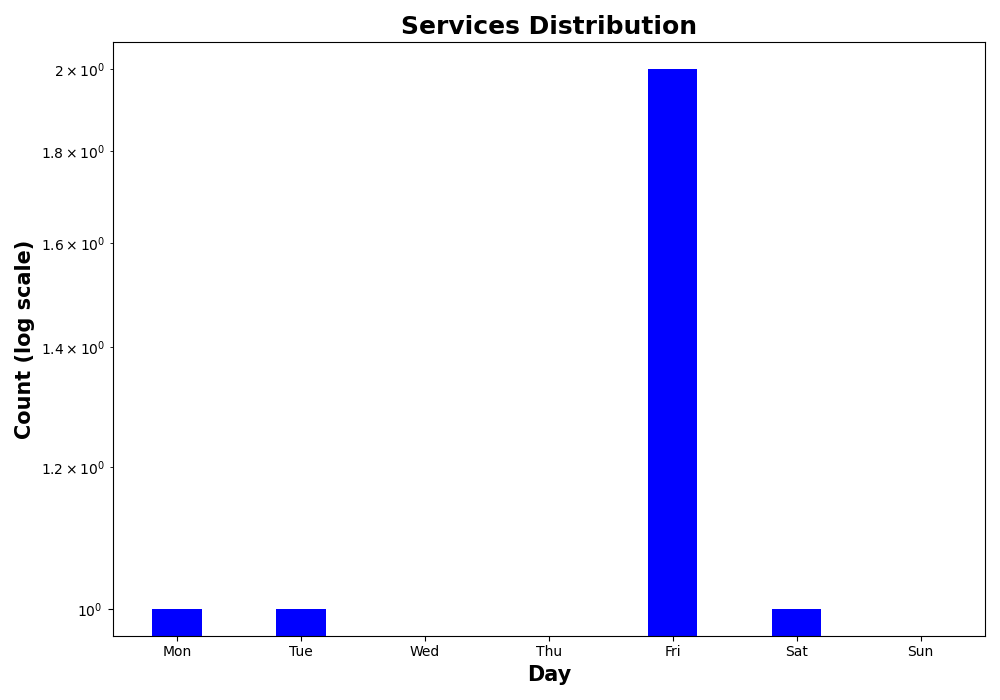 Services Distribution
Count (log scale)
2 × 10⁰
1.8 × 10⁰
1.6 × 10⁰
1.4 × 10⁰
1.2 × 10⁰
10⁰
Mon Tue Wed Thu Fri Sat Sun
Day